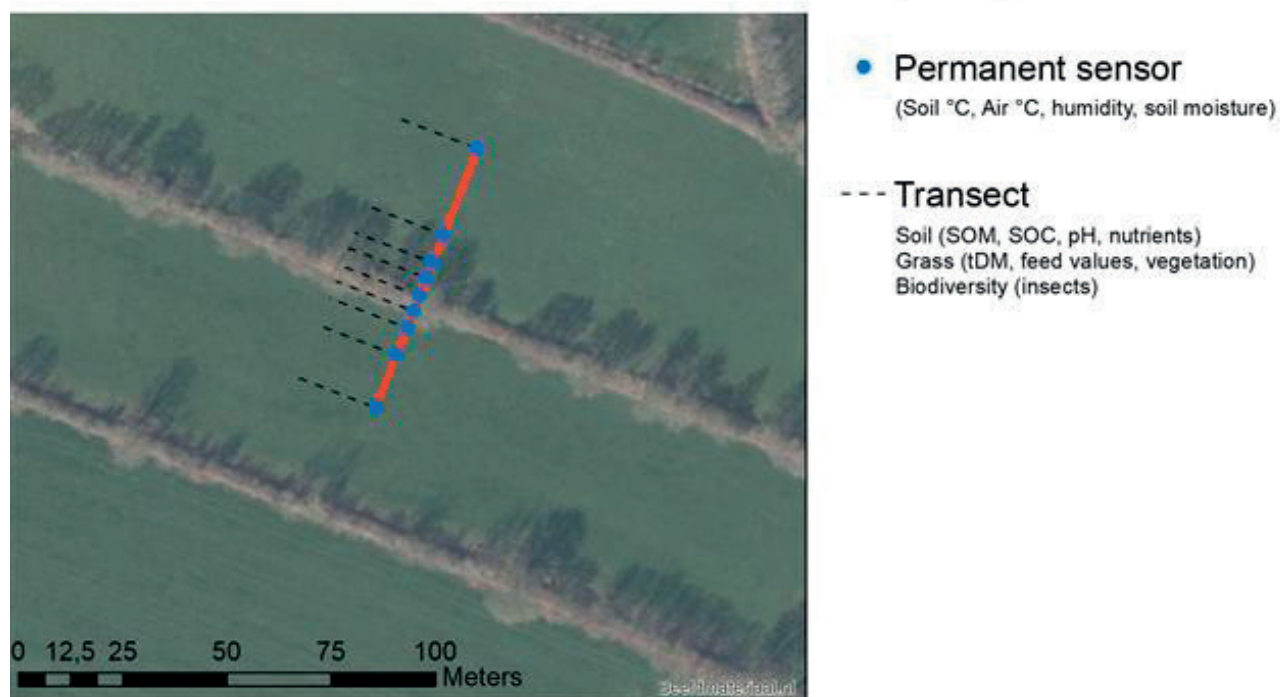 Permanent sensor
(Soil °C, Air °C, humidity, soil moisture)
Transect
Soil (SOM, SOC, pH, nutrients)
Grass (tDM, feed values, vegetation)
Biodiversity (insects)
0 12,5 25 50 75 100
Meters
Beeldmateriaal.nl